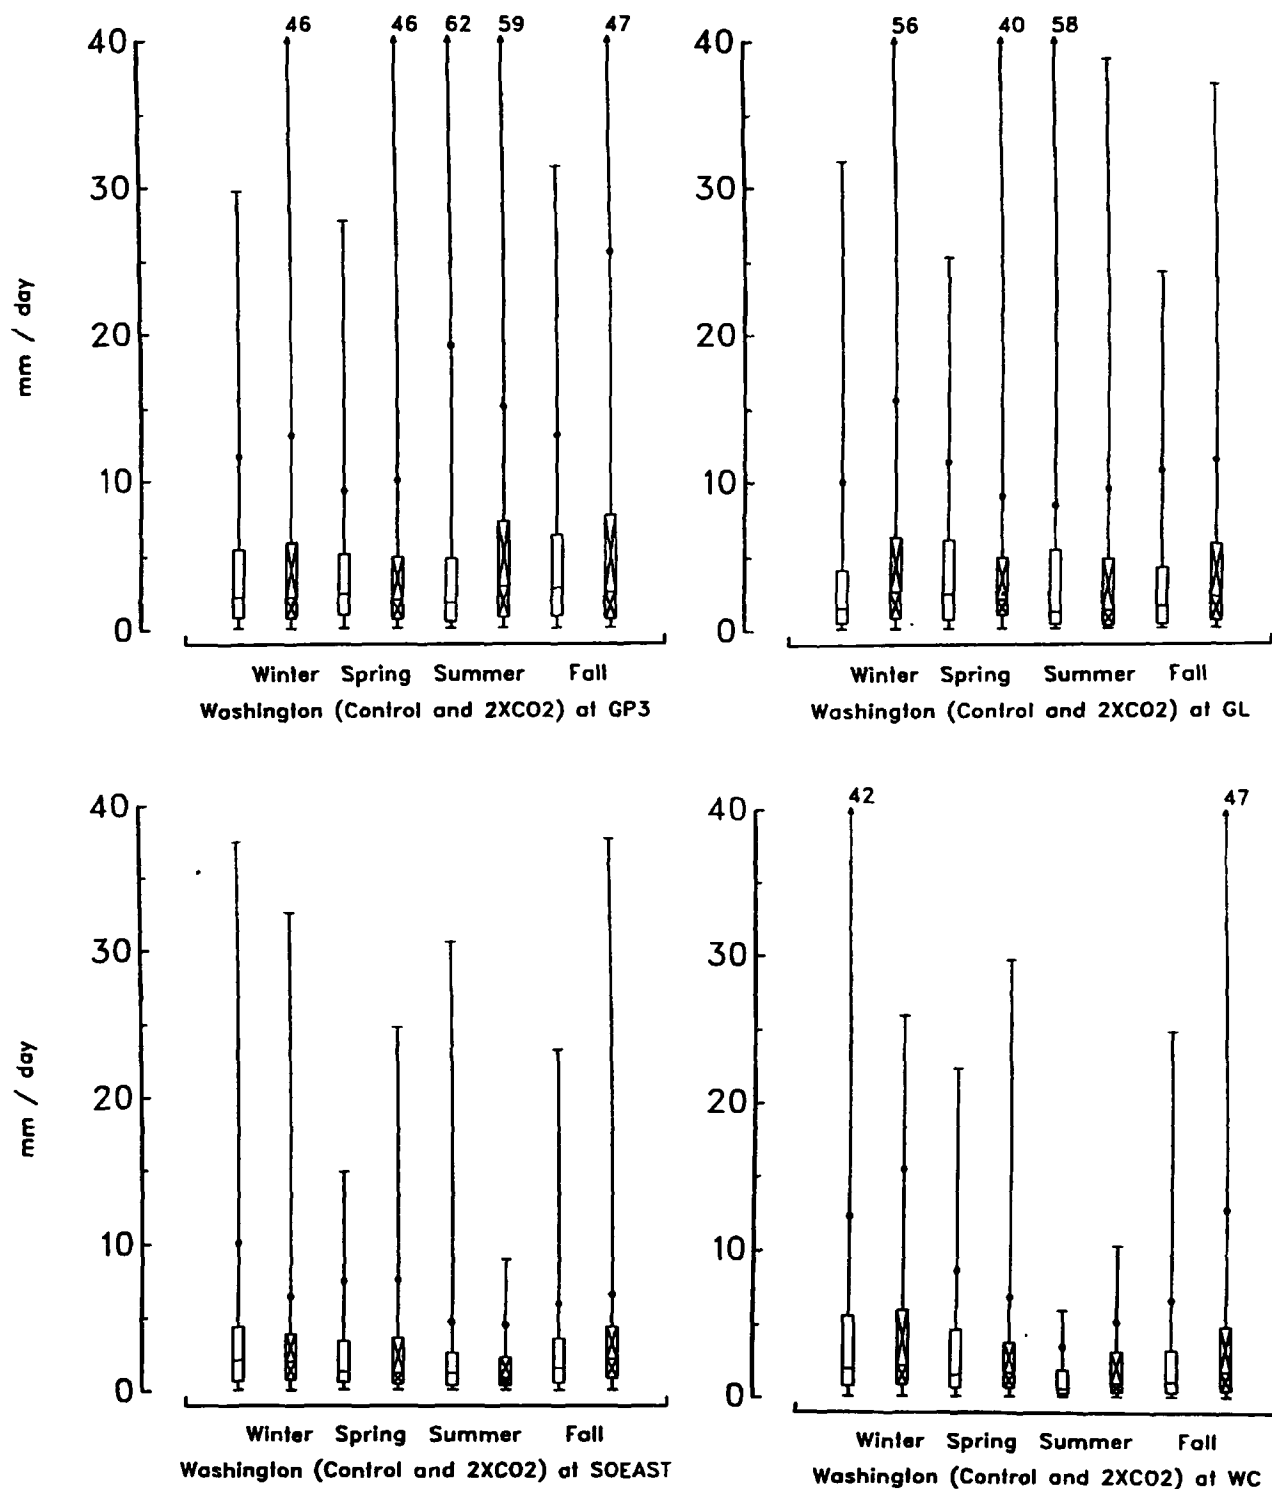 46 46 62 59 47
40
30
20
10
0
mm / day
Winter Spring Summer Fall
Washington (Control and 2XCO2) at GP3
56 40 58
40
30
20
10
0
Winter Spring Summer Fall
Washington (Control and 2XCO2) at GL
40
30
20
10
0
mm / day
Winter Spring Summer Fall
Washington (Control and 2XCO2) at SOEAST
42 47
40
30
20
10
0
Winter Spring Summer Fall
Washington (Control and 2XCO2) at WC